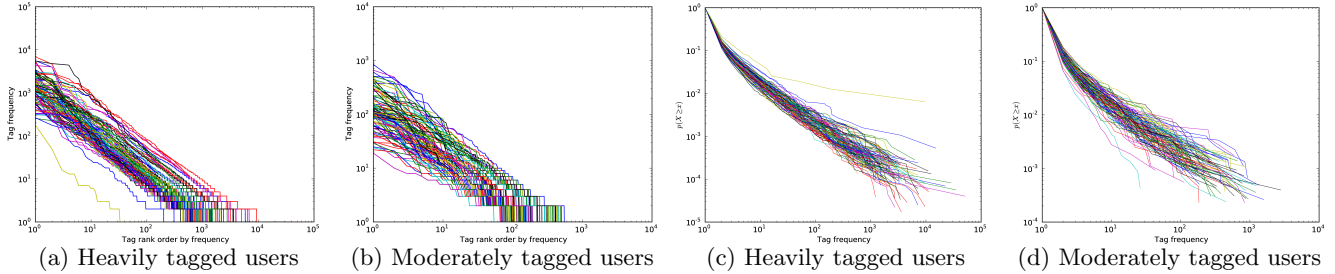 10^5
10^4
10^3
10^2
10^1
10^0
Tag frequency
10^0 10^1 10^2 10^3 10^4 10^5
Tag rank order by frequency
(a) Heavily tagged users
10^4
10^3
10^2
10^1
10^0
Tag frequency
10^0 10^1 10^2 10^3 10^4
Tag rank order by frequency
(b) Moderately tagged users
10^0
10^-1
10^-2
10^-3
10^-4
10^-5
p(X≥x)
10^0 10^1 10^2 10^3 10^4 10^5
Tag frequency
(c) Heavily tagged users
10^0
10^-1
10^-2
10^-3
10^-4
p(X≥x)
10^0 10^1 10^2 10^3 10^4
Tag frequency
(d) Moderately tagged users